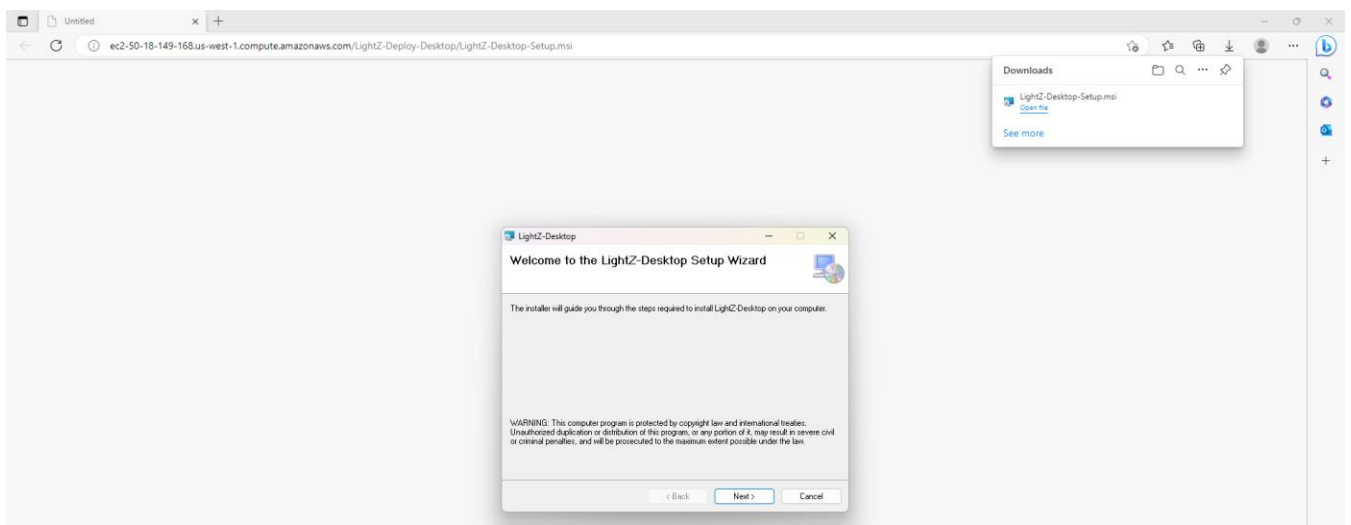 Untitled
ec2-50-18-149-168.us-west-1.compute.amazonaws.com/LightZ-Deploy-Desktop/LightZ-Desktop-Setup.msi
Downloads
LightZ-Desktop-Setup.msi
Open file
See more
LightZ-Desktop
Welcome to the LightZ-Desktop Setup Wizard
The installer will guide you through the steps required to install LightZ-Desktop on your computer.
WARNING: This computer program is protected by copyright law and international treaties.
Unauthorized duplication or distribution of this program, or any portion of it, may result in severe civil
or criminal penalties, and will be prosecuted to the maximum extent possible under the law.
< Back Next > Cancel